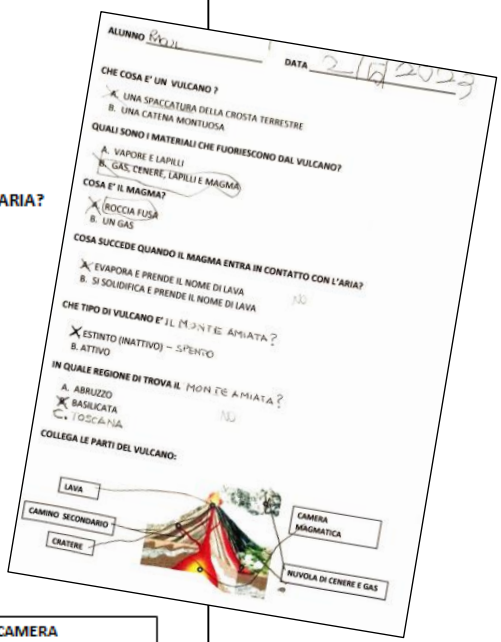 ARIA?
CAMERA
ALUNNO RAUL DATA 2/6/2023
CHE COSA E' UN VULCANO ?
A. UNA SPACCATURA DELLA CROSTA TERRESTRE
B. UNA CATENA MONTUOSA
QUALI SONO I MATERIALI CHE FUORIESCONO DAL VULCANO?
A. VAPORE E LAPILLI
B. GAS, CENERE, LAPILLI E MAGMA
COSA E' IL MAGMA?
A. ROCCIA FUSA
B. UN GAS
COSA SUCCEDE QUANDO IL MAGMA ENTRA IN CONTATTO CON L'ARIA?
A. EVAPORA E PRENDE IL NOME DI LAVA
B. SI SOLIDIFICA E PRENDE IL NOME DI LAVA NO
CHE TIPO DI VULCANO E' IL MONTE AMIATA?
ESTINTO (INATTIVO) – SPENTO
B. ATTIVO
IN QUALE REGIONE DI TROVA IL MONTE AMIATA?
A. ABRUZZO
BASILICATA NO
C. TOSCANA
COLLEGA LE PARTI DEL VULCANO:
LAVA
CAMINO SECONDARIO
CRATERE
CAMERA
MAGMATICA
NUVOLA DI CENERE E GAS